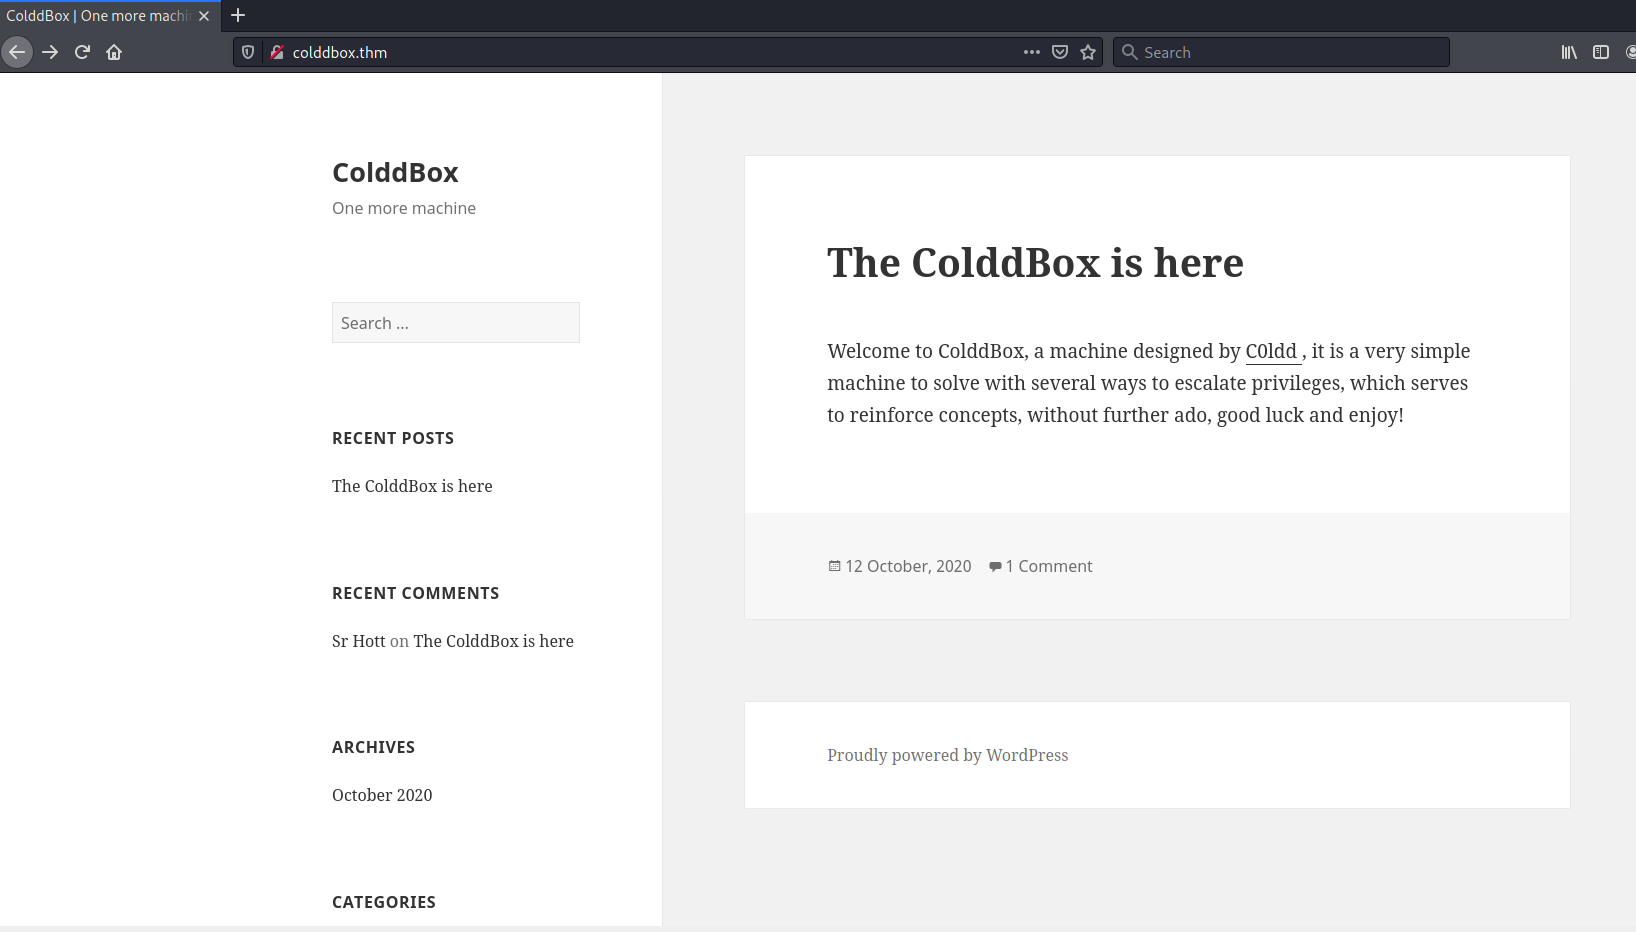 ColddBox | One more machin
colddbox.thm
Search
ColddBox
One more machine
Search ...
RECENT POSTS
The ColddBox is here
RECENT COMMENTS
Sr Hott on The ColddBox is here
ARCHIVES
October 2020
CATEGORIES
The ColddBox is here
Welcome to ColddBox, a machine designed by C0ldd , it is a very simple
machine to solve with several ways to escalate privileges, which serves
to reinforce concepts, without further ado, good luck and enjoy!
12 October, 2020 1 Comment
Proudly powered by WordPress